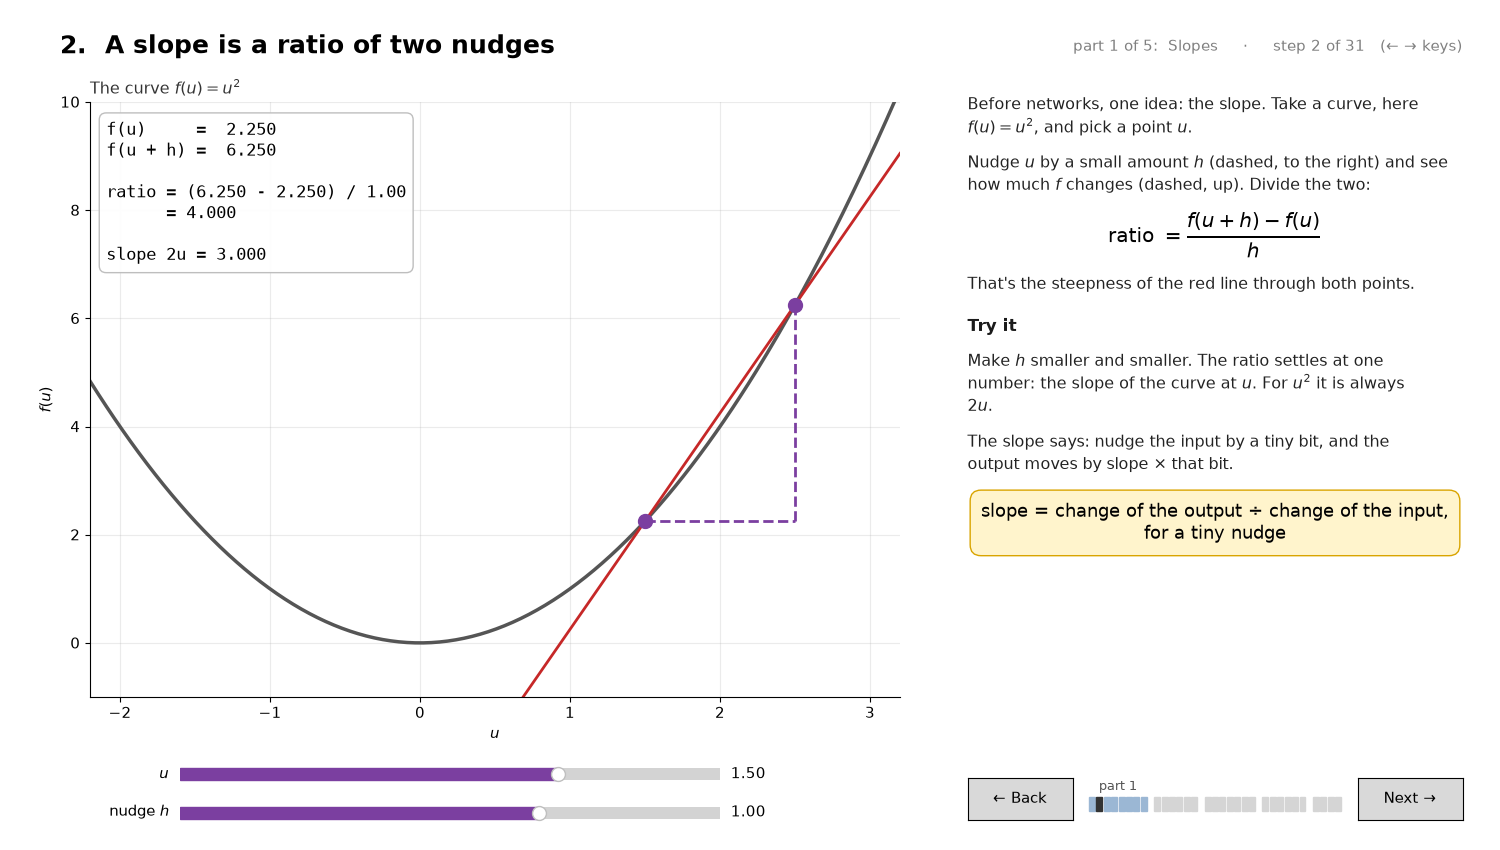 2.  A slope is a ratio of two nudges
part 1 of 5:  Slopes  ·  step 2 of 31  (← → keys)
The curve f(u) = u²
10
8
6
4
2
0
f(u)
f(u)     =  2.250
f(u + h) =  6.250
ratio = (6.250 - 2.250) / 1.00
      = 4.000
slope 2u = 3.000
−2
−1
0
1
2
3
u
u
1.50
nudge h
1.00
Before networks, one idea: the slope. Take a curve, here
f(u) = u², and pick a point u.
Nudge u by a small amount h (dashed, to the right) and see
how much f changes (dashed, up). Divide the two:
ratio = f(u + h) − f(u)
h
That's the steepness of the red line through both points.
Try it
Make h smaller and smaller. The ratio settles at one
number: the slope of the curve at u. For u² it is always
2u.
The slope says: nudge the input by a tiny bit, and the
output moves by slope × that bit.
slope = change of the output ÷ change of the input,
for a tiny nudge
← Back
part 1
Next →